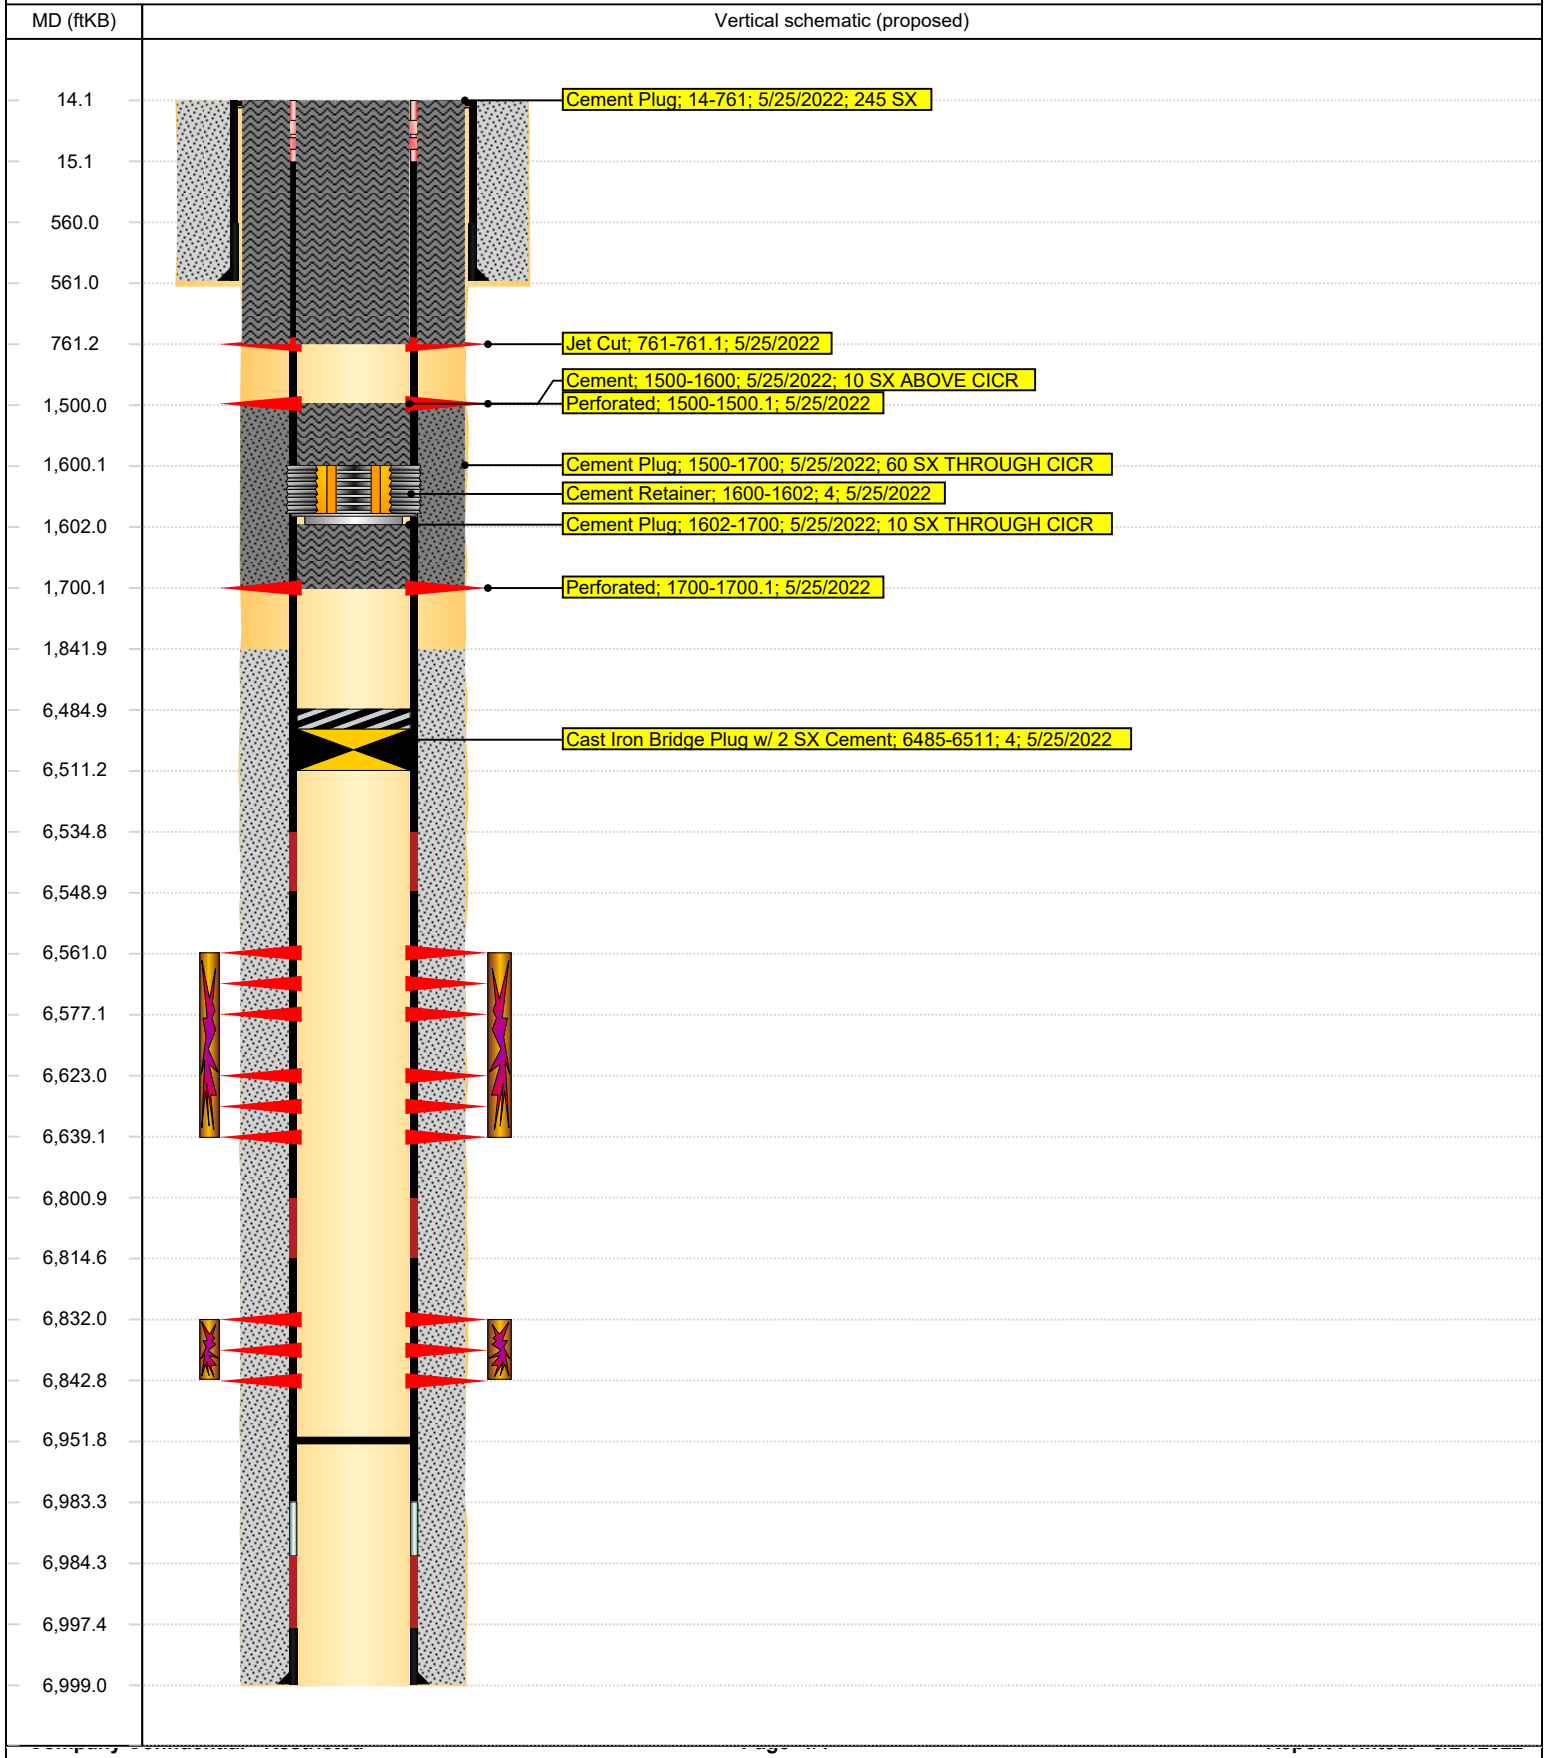 MD (ftKB) Vertical schematic (proposed)
14.1 Cement Plug; 14-761; 5/25/2022; 245 SX
15.1
560.0
561.0
761.2 Jet Cut; 761-761.1; 5/25/2022
Cement; 1500-1600; 5/25/2022; 10 SX ABOVE CICR
1,500.0 Perforated; 1500-1500.1; 5/25/2022
1,600.1 Cement Plug; 1500-1700; 5/25/2022; 60 SX THROUGH CICR
Cement Retainer; 1600-1602; 4; 5/25/2022
1,602.0 Cement Plug; 1602-1700; 5/25/2022; 10 SX THROUGH CICR
1,700.1 Perforated; 1700-1700.1; 5/25/2022
1,841.9
6,484.9
Cast Iron Bridge Plug w/ 2 SX Cement; 6485-6511; 4; 5/25/2022
6,511.2
6,534.8
6,548.9
6,561.0
6,577.1
6,623.0
6,639.1
6,800.9
6,814.6
6,832.0
6,842.8
6,951.8
6,983.3
6,984.3
6,997.4
6,999.0